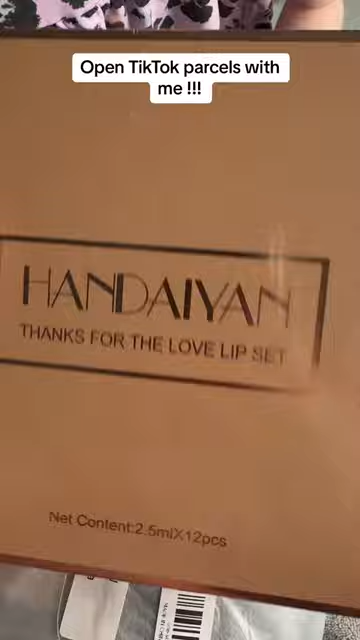 Open TikTok parcels with
me !!!
HANDAIYAN
THANKS FOR THE LOVE LIP SET
Net Content:2.5mlX12pcs